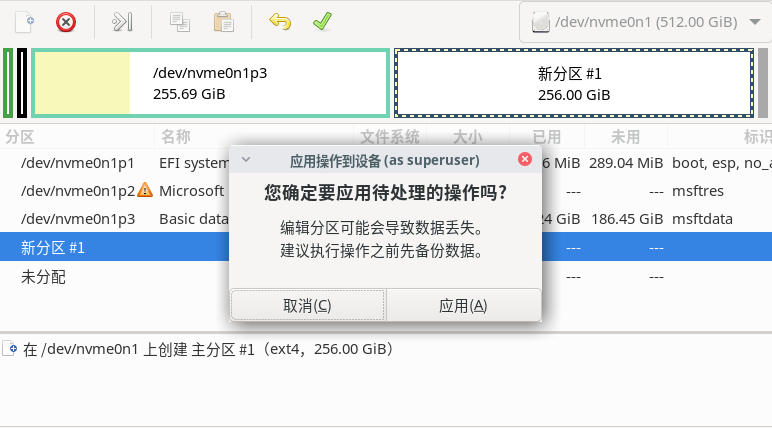 /dev/nvme0n1 (512.00 GiB)
/dev/nvme0n1p3
255.69 GiB
新分区 #1
256.00 GiB
分区 名称 文件系统 大小 已用 未用 标识
/dev/nvme0n1p1 EFI system 6 MiB 289.04 MiB boot, esp, no_a
/dev/nvme0n1p2 Microsoft --- --- msftres
/dev/nvme0n1p3 Basic data 24 GiB 186.45 GiB msftdata
新分区 #1 --- ---
未分配 --- ---
应用操作到设备 (as superuser)
您确定要应用待处理的操作吗?
编辑分区可能会导致数据丢失。
建议执行操作之前先备份数据。
取消(C) 应用(A)
在 /dev/nvme0n1 上创建 主分区 #1（ext4，256.00 GiB）